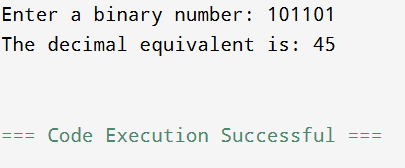 Enter a binary number: 101101
The decimal equivalent is: 45
=== Code Execution Successful ===